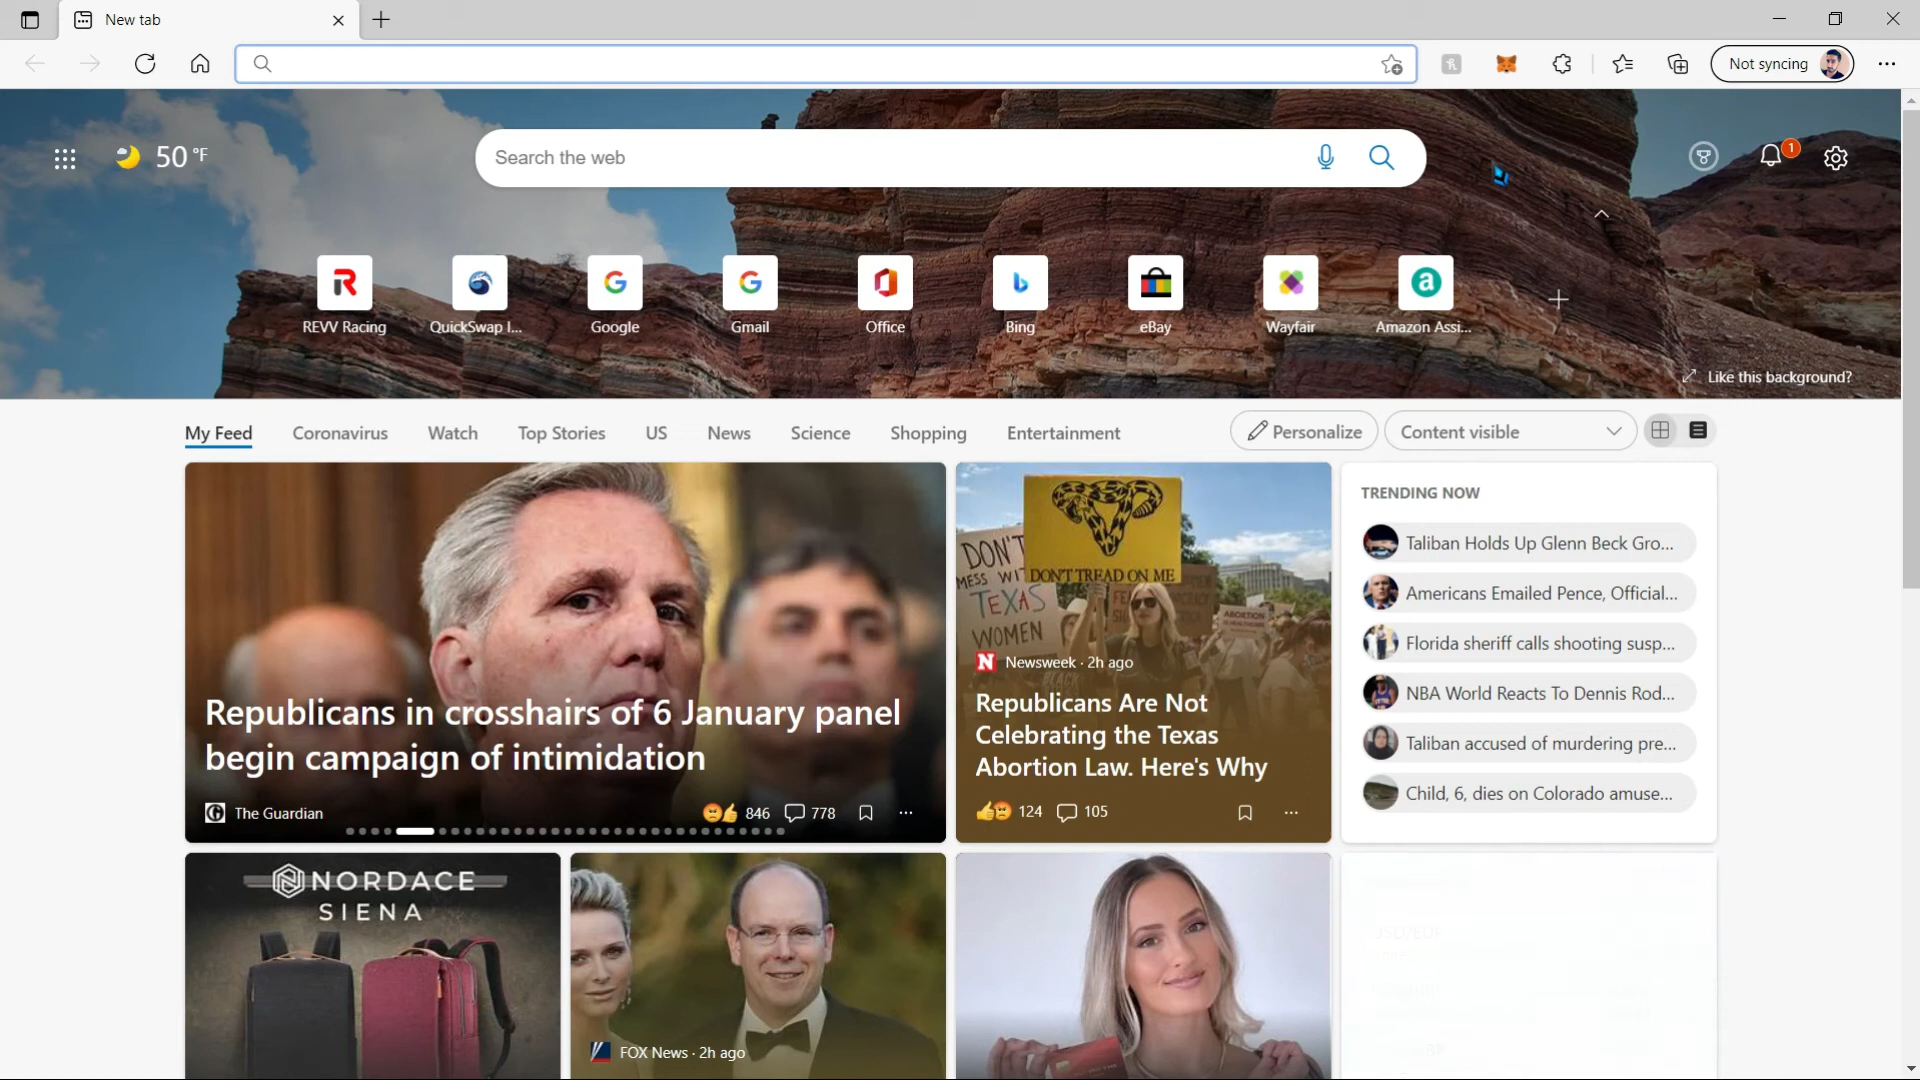 New tab
Not syncing
50 °F
Search the web
1
REVV Racing
QuickSwap I...
Google
Gmail
Office
Bing
eBay
Wayfair
Amazon Assi...
Like this background?
My Feed
Coronavirus
Watch
Top Stories
US
News
Science
Shopping
Entertainment
Personalize
Content visible
Republicans in crosshairs of 6 January panel
begin campaign of intimidation
The Guardian
846
778
DON'T
MESS WIT
TEXAS
WOMEN
DON'T TREAD ON ME
N Newsweek · 2h ago
Republicans Are Not
Celebrating the Texas
Abortion Law. Here's Why
124
105
TRENDING NOW
Taliban Holds Up Glenn Beck Gro...
Americans Emailed Pence, Official...
Florida sheriff calls shooting susp...
NBA World Reacts To Dennis Rod...
Taliban accused of murdering pre...
Child, 6, dies on Colorado amuse...
NORDACE
SIENA
FOX News · 2h ago